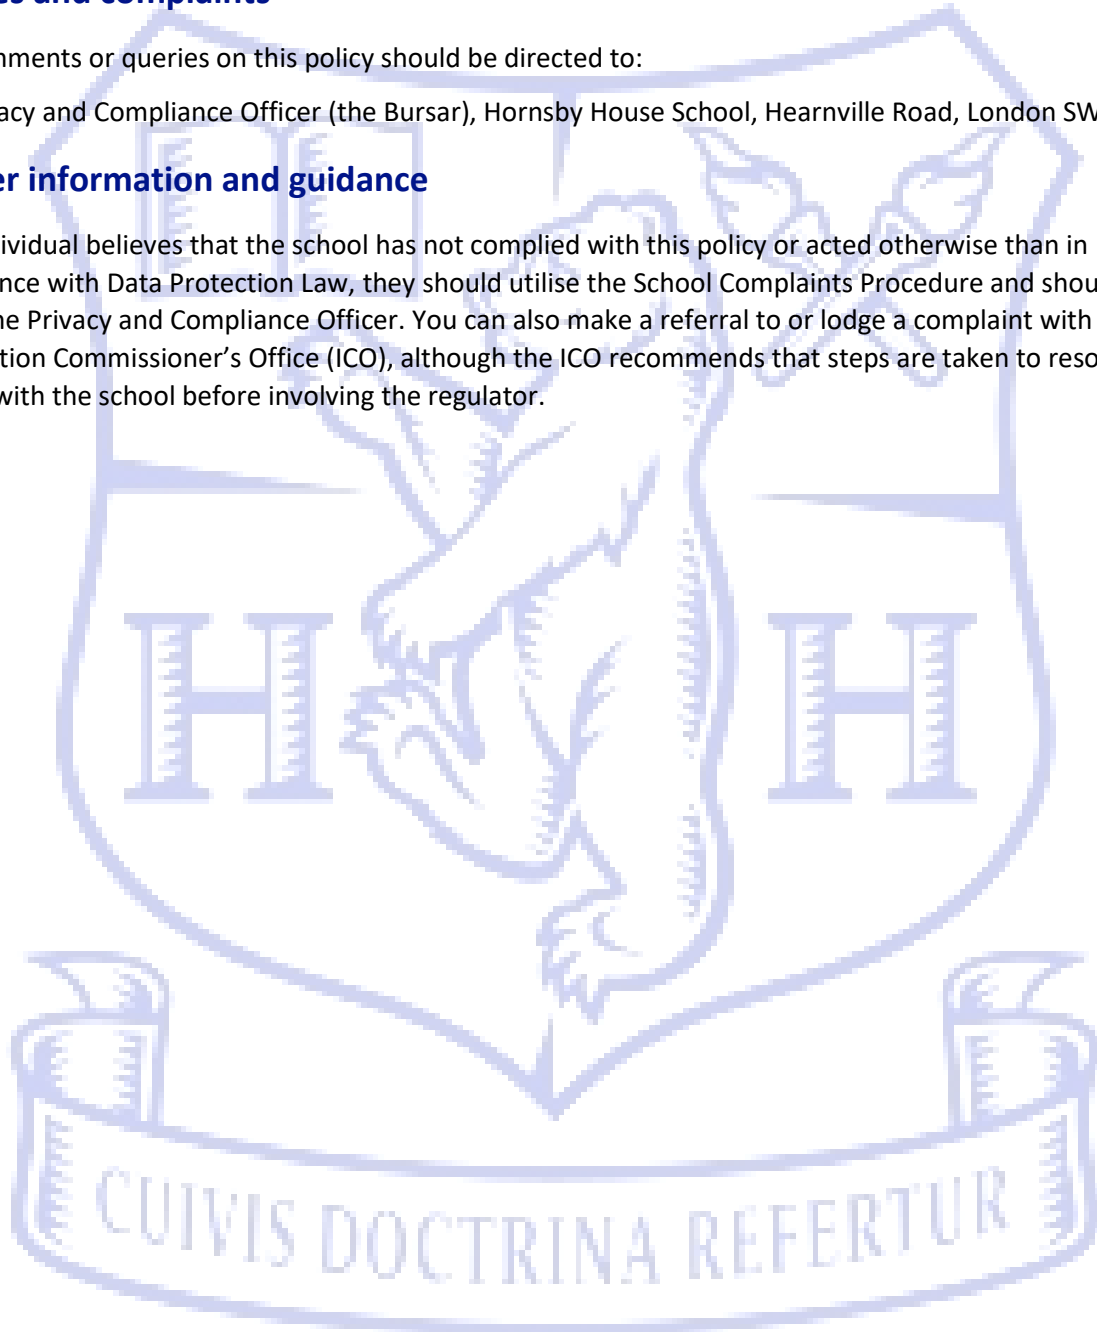 es and complaints
nments or queries on this policy should be directed to:
acy and Compliance Officer (the Bursar), Hornsby House School, Hearnville Road, London SW
er information and guidance
ividual believes that the school has not complied with this policy or acted otherwise than in
nce with Data Protection Law, they should utilise the School Complaints Procedure and shou
he Privacy and Compliance Officer. You can also make a referral to or lodge a complaint with
tion Commissioner’s Office (ICO), although the ICO recommends that steps are taken to reso
with the school before involving the regulator.
H H
CUIVIS DOCTRINA REFERTUR